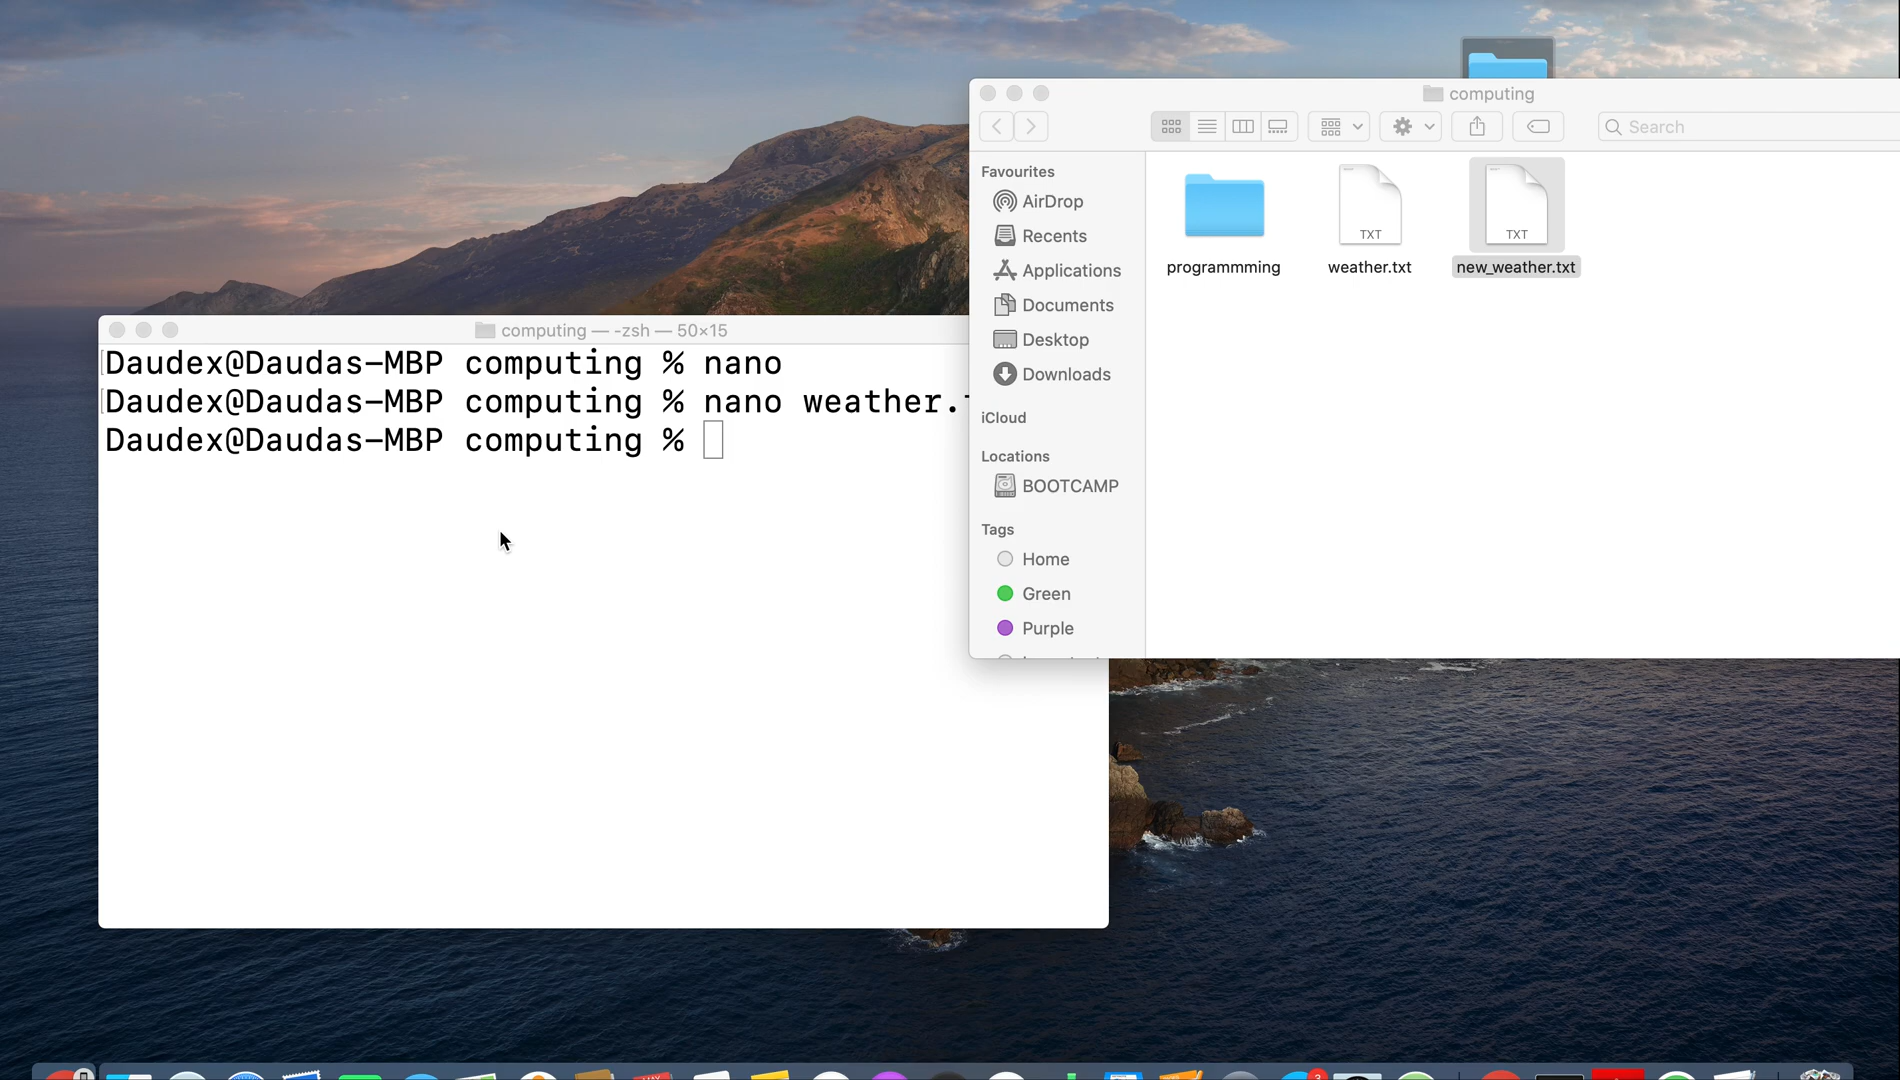 computing
Search
Favourites
AirDrop
Recents
Applications
Documents
Desktop
Downloads
iCloud
Locations
BOOTCAMP
Tags
Home
Green
Purple
TXT
TXT
programmming
weather.txt
new_weather.txt
computing — -zsh — 50×15
Daudex@Daudas-MBP computing % nano
Daudex@Daudas-MBP computing % nano weather.
Daudex@Daudas-MBP computing %
3